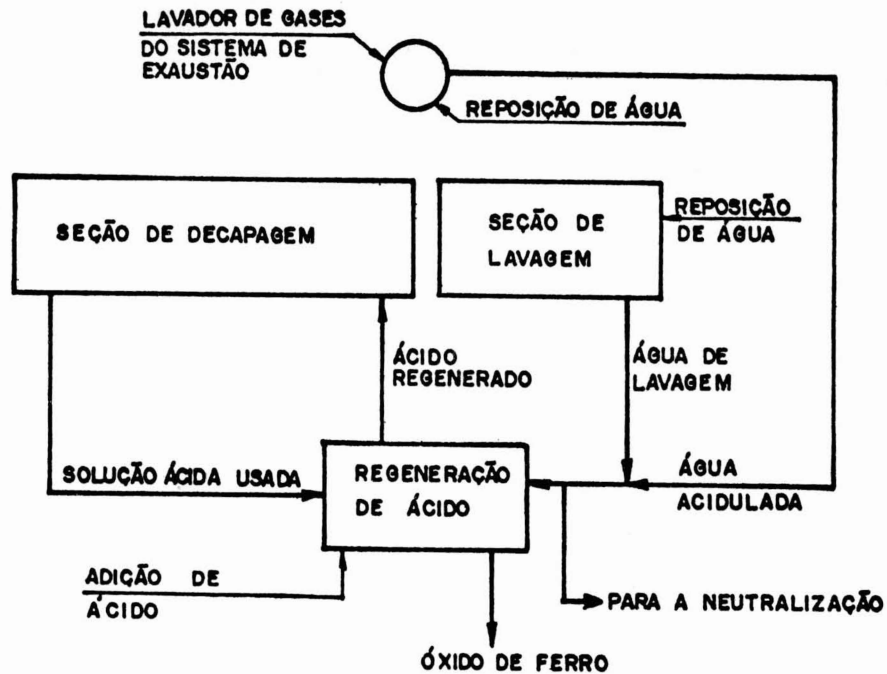 LAVADOR DE GASES
DO SISTEMA DE
EXAUSTÃO
REPOSIÇÃO DE ÁGUA
SEÇÃO DE DECAPAGEM
SEÇÃO DE
LAVAGEM
REPOSIÇÃO
DE ÁGUA
ÁCIDO
REGENERADO
ÁGUA DE
LAVAGEM
SOLUÇÃO ÁCIDA USADA
REGENERAÇÃO
DE ÁCIDO
ÁGUA
ACIDULADA
ADIÇÃO DE
ÁCIDO
PARA A NEUTRALIZAÇÃO
ÓXIDO DE FERRO